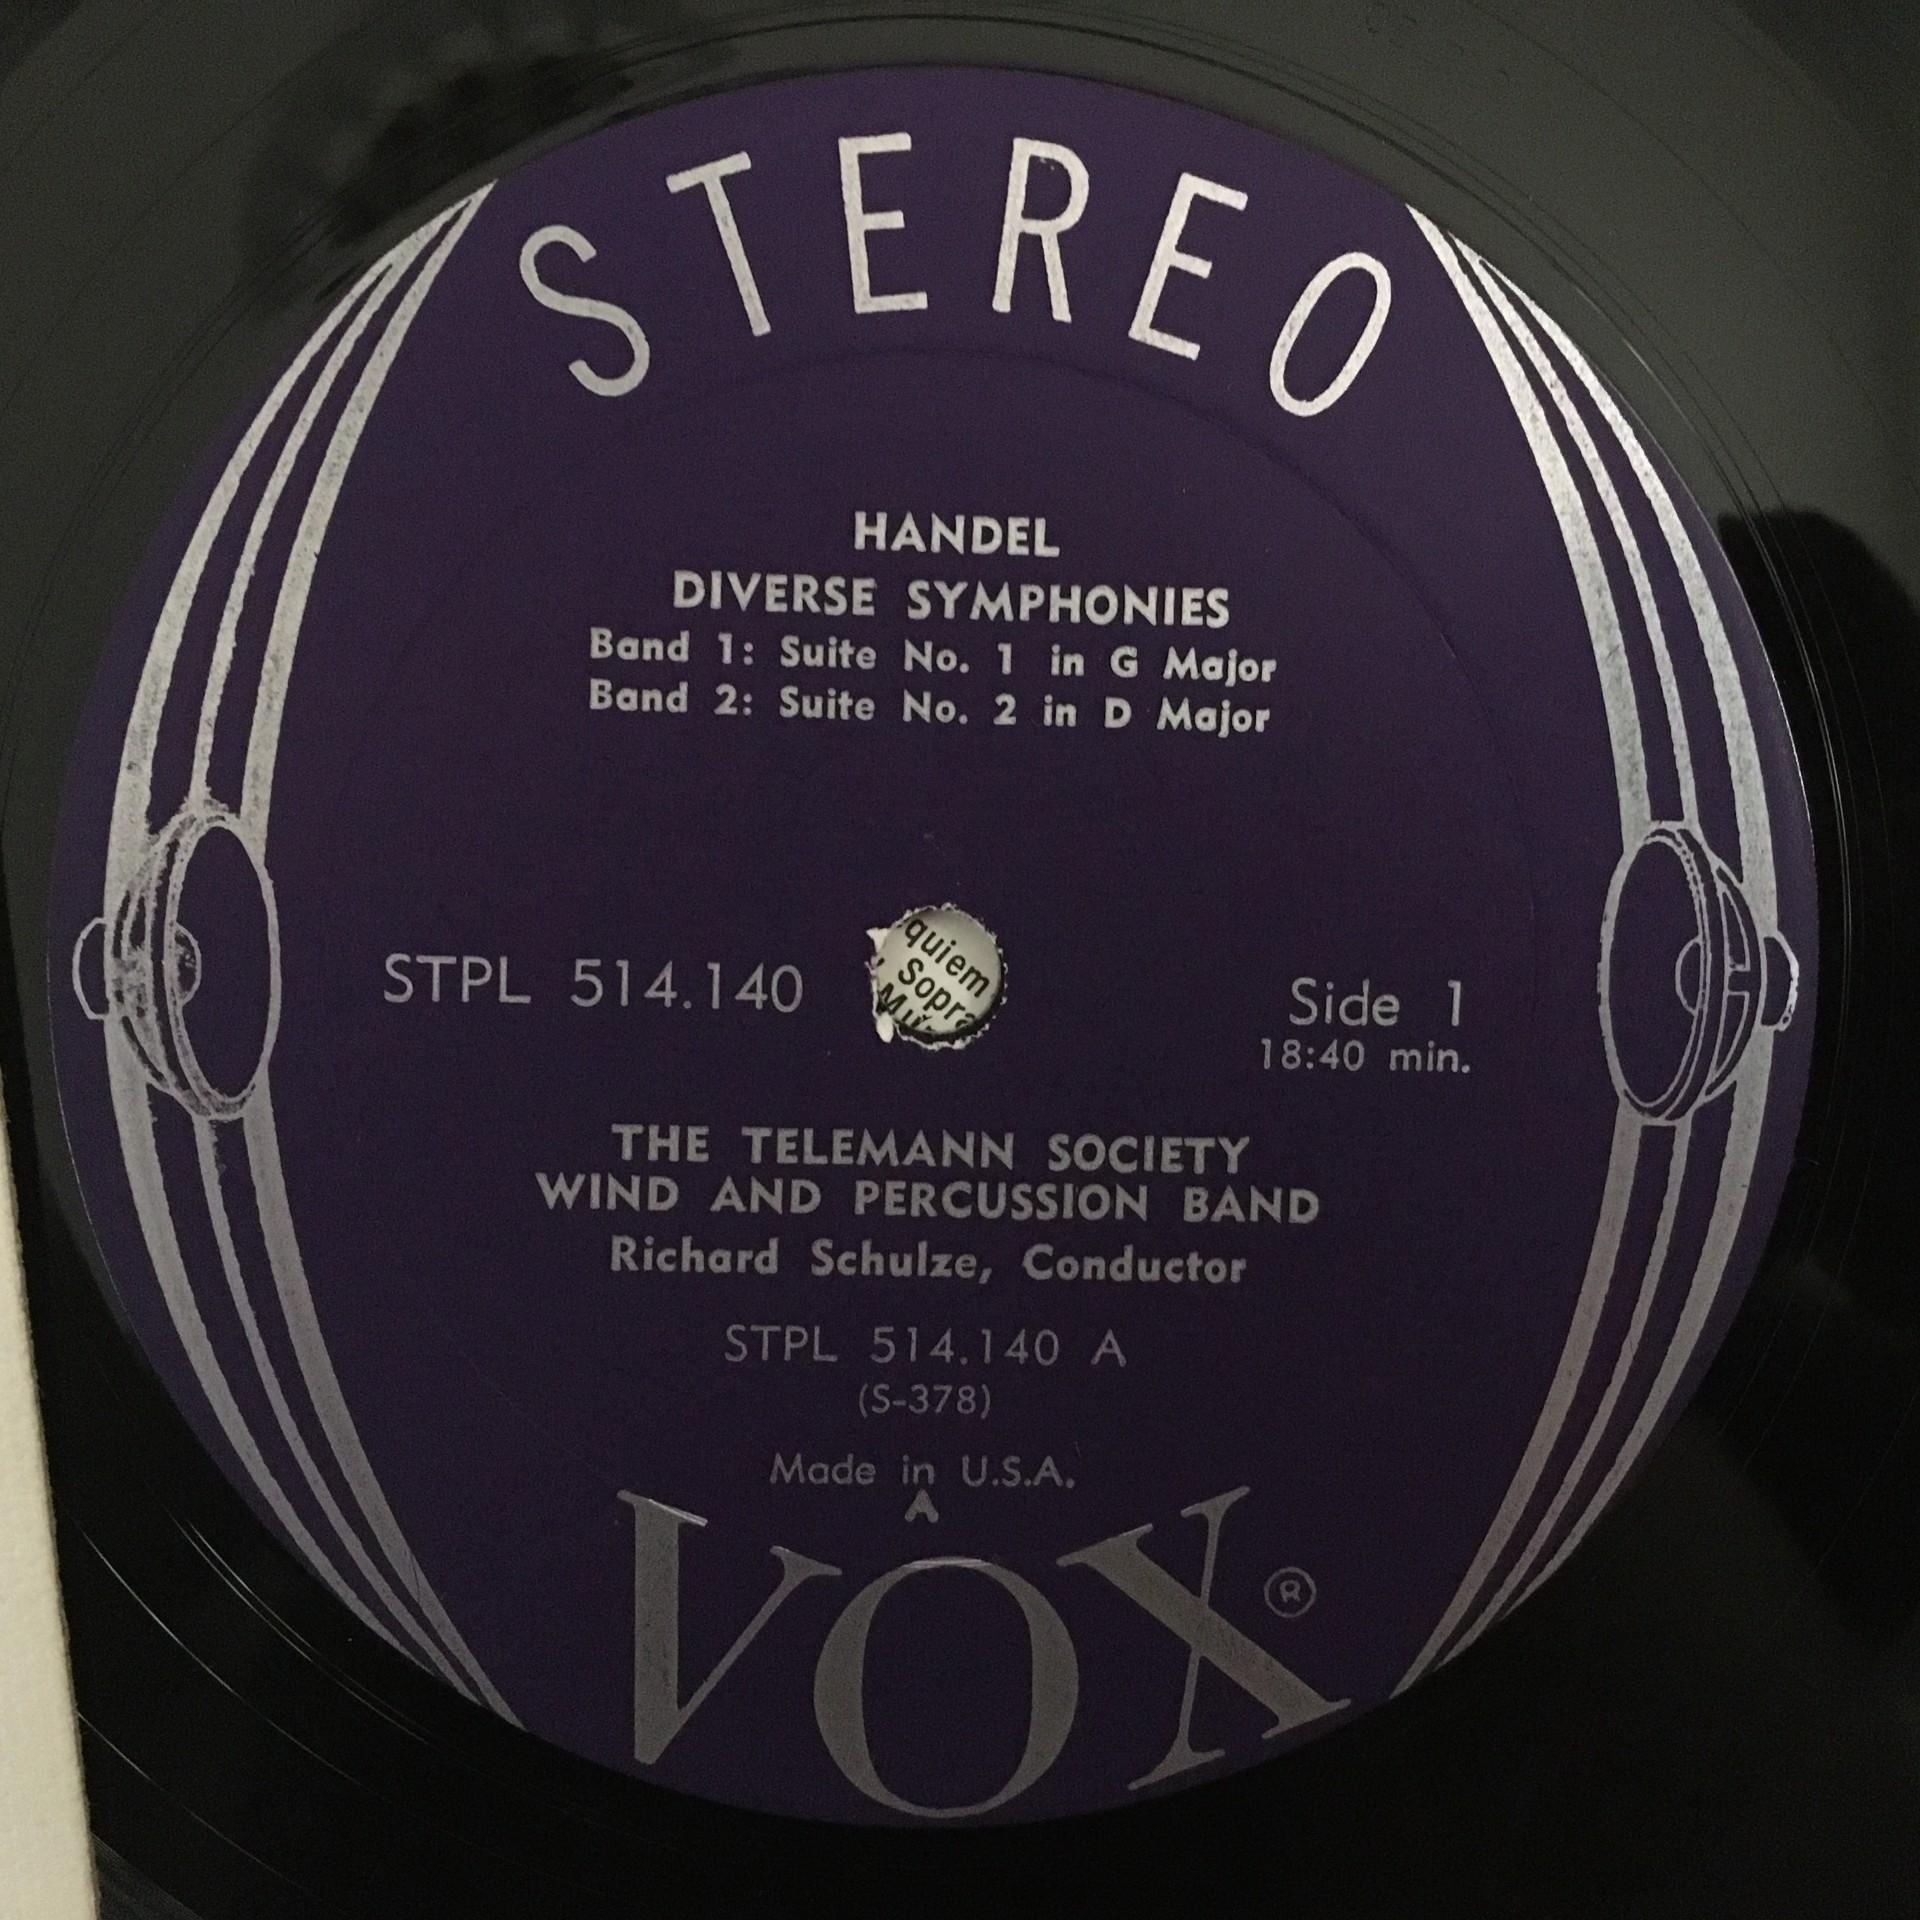 STEREO
HANDEL
DIVERSE SYMPHONIES
Band 1: Suite No. 1 in G Major
Band 2: Suite No. 2 in D Major
STPL 514.140
quiem
Side 1
18:40 min.
THE TELEMANN SOCIETY
WIND AND PERCUSSION BAND
Richard Schulze, Conductor
STPL 514.140 A
(S-378)
Made in U.S.A.
A
VOX®